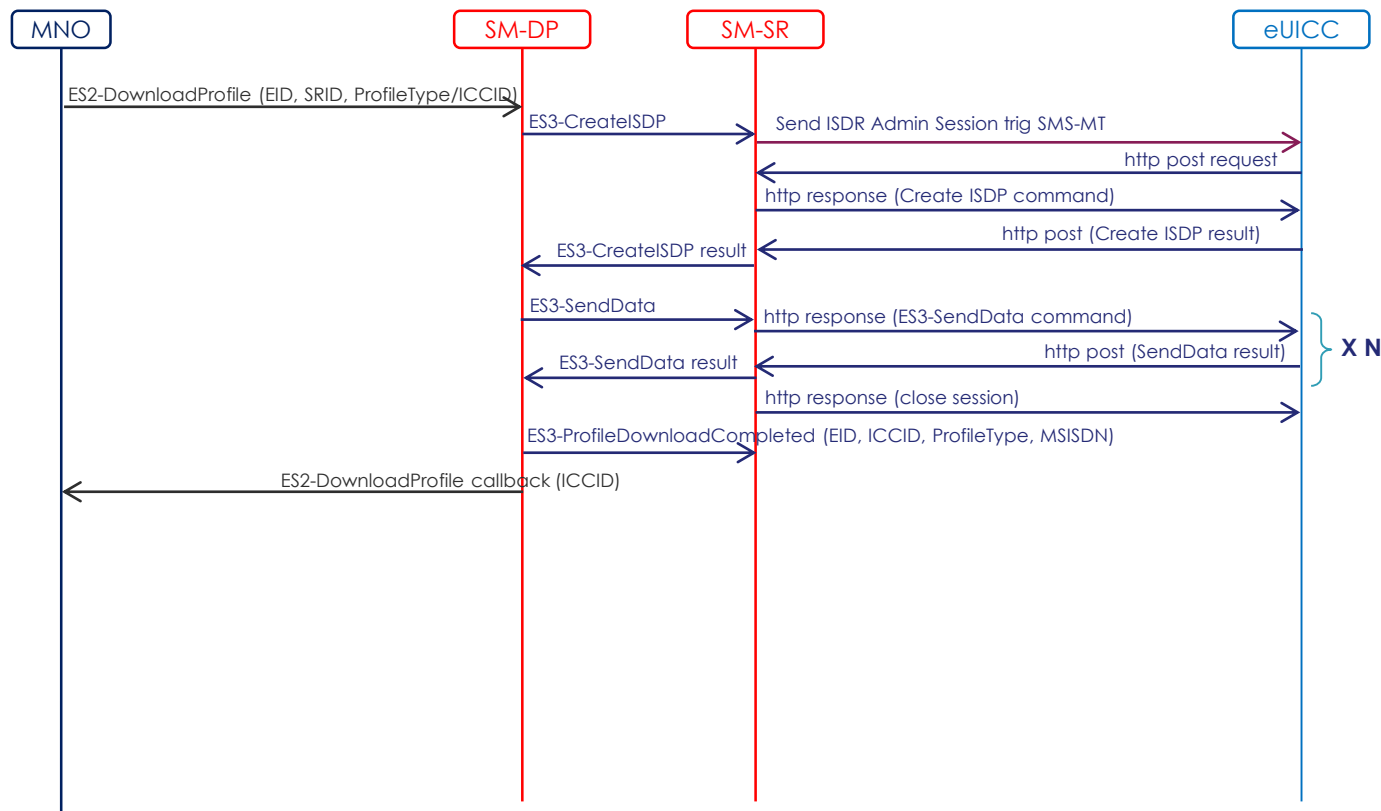 MNO
SM-DP
SM-SR
eUICC
ES2-DownloadProfile (EID, SRID, ProfileType/ICCID)
ES3-CreateISDP
Send ISDR Admin Session trig SMS-MT
http post request
http response (Create ISDP command)
http post (Create ISDP result)
ES3-CreateISDP result
ES3-SendData
http response (ES3-SendData command)
http post (SendData result)
X N
ES3-SendData result
http response (close session)
ES3-ProfileDownloadCompleted (EID, ICCID, ProfileType, MSISDN)
ES2-DownloadProfile callback (ICCID)